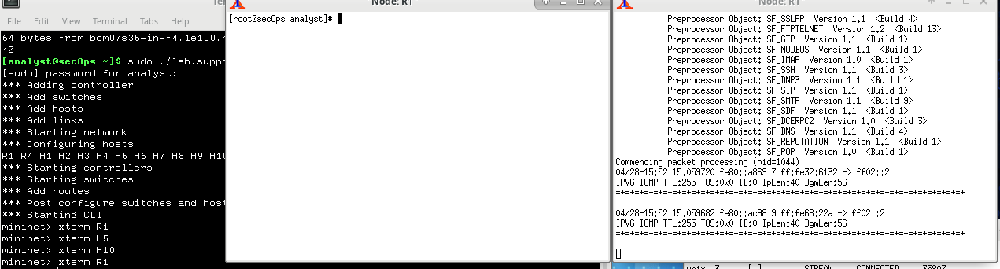 Ter
File Edit View Terminal Tabs Help
64 bytes from bom07s35-in-f4.1e100.n
^Z
[analyst@secOps ~]$ sudo ./lab.suppo
[sudo] password for analyst:
*** Adding controller
*** Add switches
*** Add hosts
*** Add links
*** Starting network
*** Configuring hosts
R1 R4 H1 H2 H3 H4 H5 H6 H7 H8 H9 H10
*** Starting controllers
*** Starting switches
*** Add routes
*** Post configure switches and host
*** Starting CLI:
mininet> xterm R1
mininet> xterm H5
mininet> xterm H10
mininet> xterm R1
Node: R1
[root@secOps analyst]#
Node: R1
Preprocessor Object: SF_SSLPP Version 1.1 <Build 4>
Preprocessor Object: SF_FTPTELNET Version 1.2 <Build 13>
Preprocessor Object: SF_GTP Version 1.1 <Build 1>
Preprocessor Object: SF_MODBUS Version 1.1 <Build 1>
Preprocessor Object: SF_IMAP Version 1.0 <Build 1>
Preprocessor Object: SF_SSH Version 1.1 <Build 3>
Preprocessor Object: SF_DNP3 Version 1.1 <Build 1>
Preprocessor Object: SF_SIP Version 1.1 <Build 1>
Preprocessor Object: SF_SMTP Version 1.1 <Build 9>
Preprocessor Object: SF_SDF Version 1.1 <Build 1>
Preprocessor Object: SF_DCERPC2 Version 1.0 <Build 3>
Preprocessor Object: SF_DNS Version 1.1 <Build 4>
Preprocessor Object: SF_REPUTATION Version 1.1 <Build 1>
Preprocessor Object: SF_POP Version 1.0 <Build 1>
Commencing packet processing (pid=1044)
04/28-15:52:15.059720 fe80::a869:7dff:fe32:6132 -> ff02::2
IPV6-ICMP TTL:255 TOS:0x0 ID:0 IpLen:40 DgmLen:56
=+=+=+=+=+=+=+=+=+=+=+=+=+=+=+=+=+=+=+=+=+=+=+=+=+=+=+=+=+=+=+=+=+=+=+=+=+
04/28-15:52:15.059682 fe80::ac98:9bff:fe68:22a -> ff02::2
IPV6-ICMP TTL:255 TOS:0x0 ID:0 IpLen:40 DgmLen:56
=+=+=+=+=+=+=+=+=+=+=+=+=+=+=+=+=+=+=+=+=+=+=+=+=+=+=+=+=+=+=+=+=+=+=+=+=+
unix 3 [ ] STREAM CONNECTED 35807